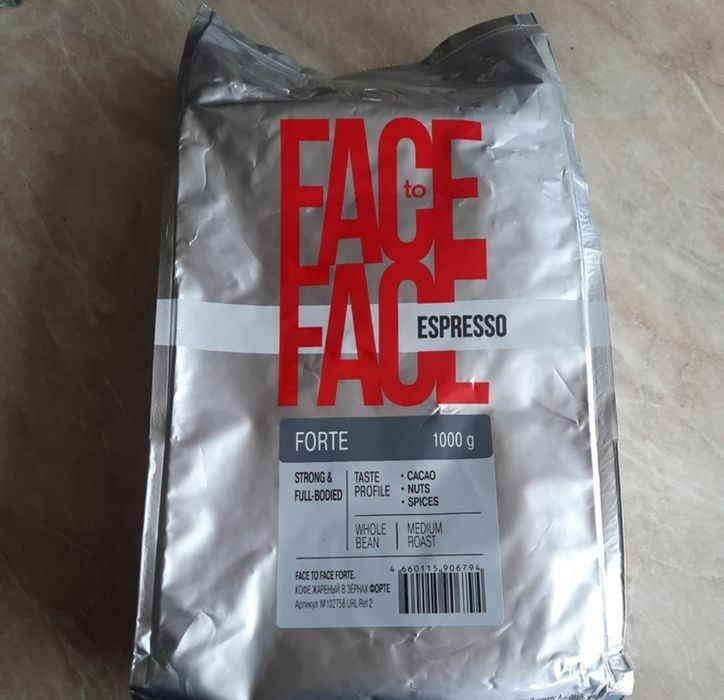 FACE
to
FACE
ESPRESSO
FORTE 1000 g
STRONG &
FULL-BODIED
TASTE
PROFILE
• CACAO
• NUTS
• SPICES
WHOLE
BEAN
MEDIUM
ROAST
4 660115 906794
FACE TO FACE FORTE.
КОФЕ ЖАРЕНЫЙ В ЗЁРНАХ ФОРТЕ
Артикул №102758 URL Ref 2